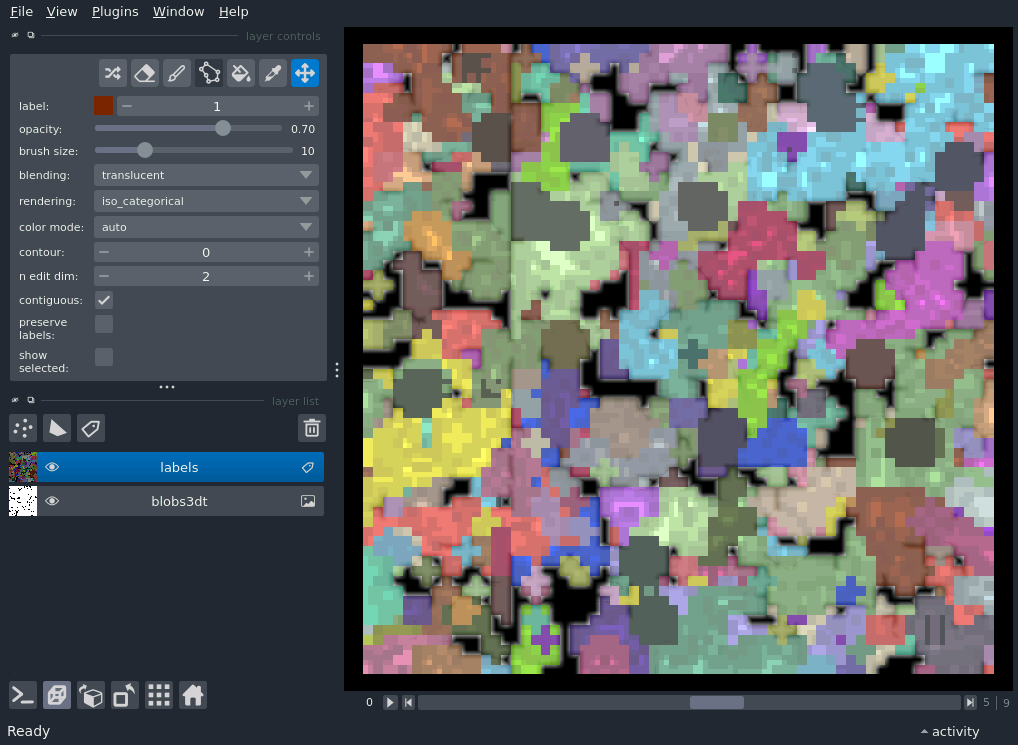 File View Plugins Window Help
layer controls
label: 1
opacity: 0.70
brush size: 10
blending: translucent
rendering: iso_categorical
color mode: auto
contour: 0
n edit dim: 2
contiguous:
preserve
labels:
show
selected:
layer list
labels
blobs3dt
0 5 9
Ready activity